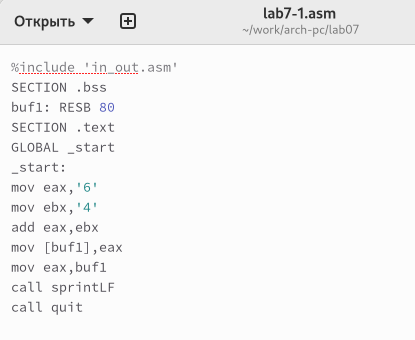 Открыть
lab7-1.asm
~/work/arch-pc/lab07
%include 'in_out.asm'
SECTION .bss
buf1: RESB 80
SECTION .text
GLOBAL _start
_start:
mov eax,'6'
mov ebx,'4'
add eax,ebx
mov [buf1],eax
mov eax,buf1
call sprintLF
call quit